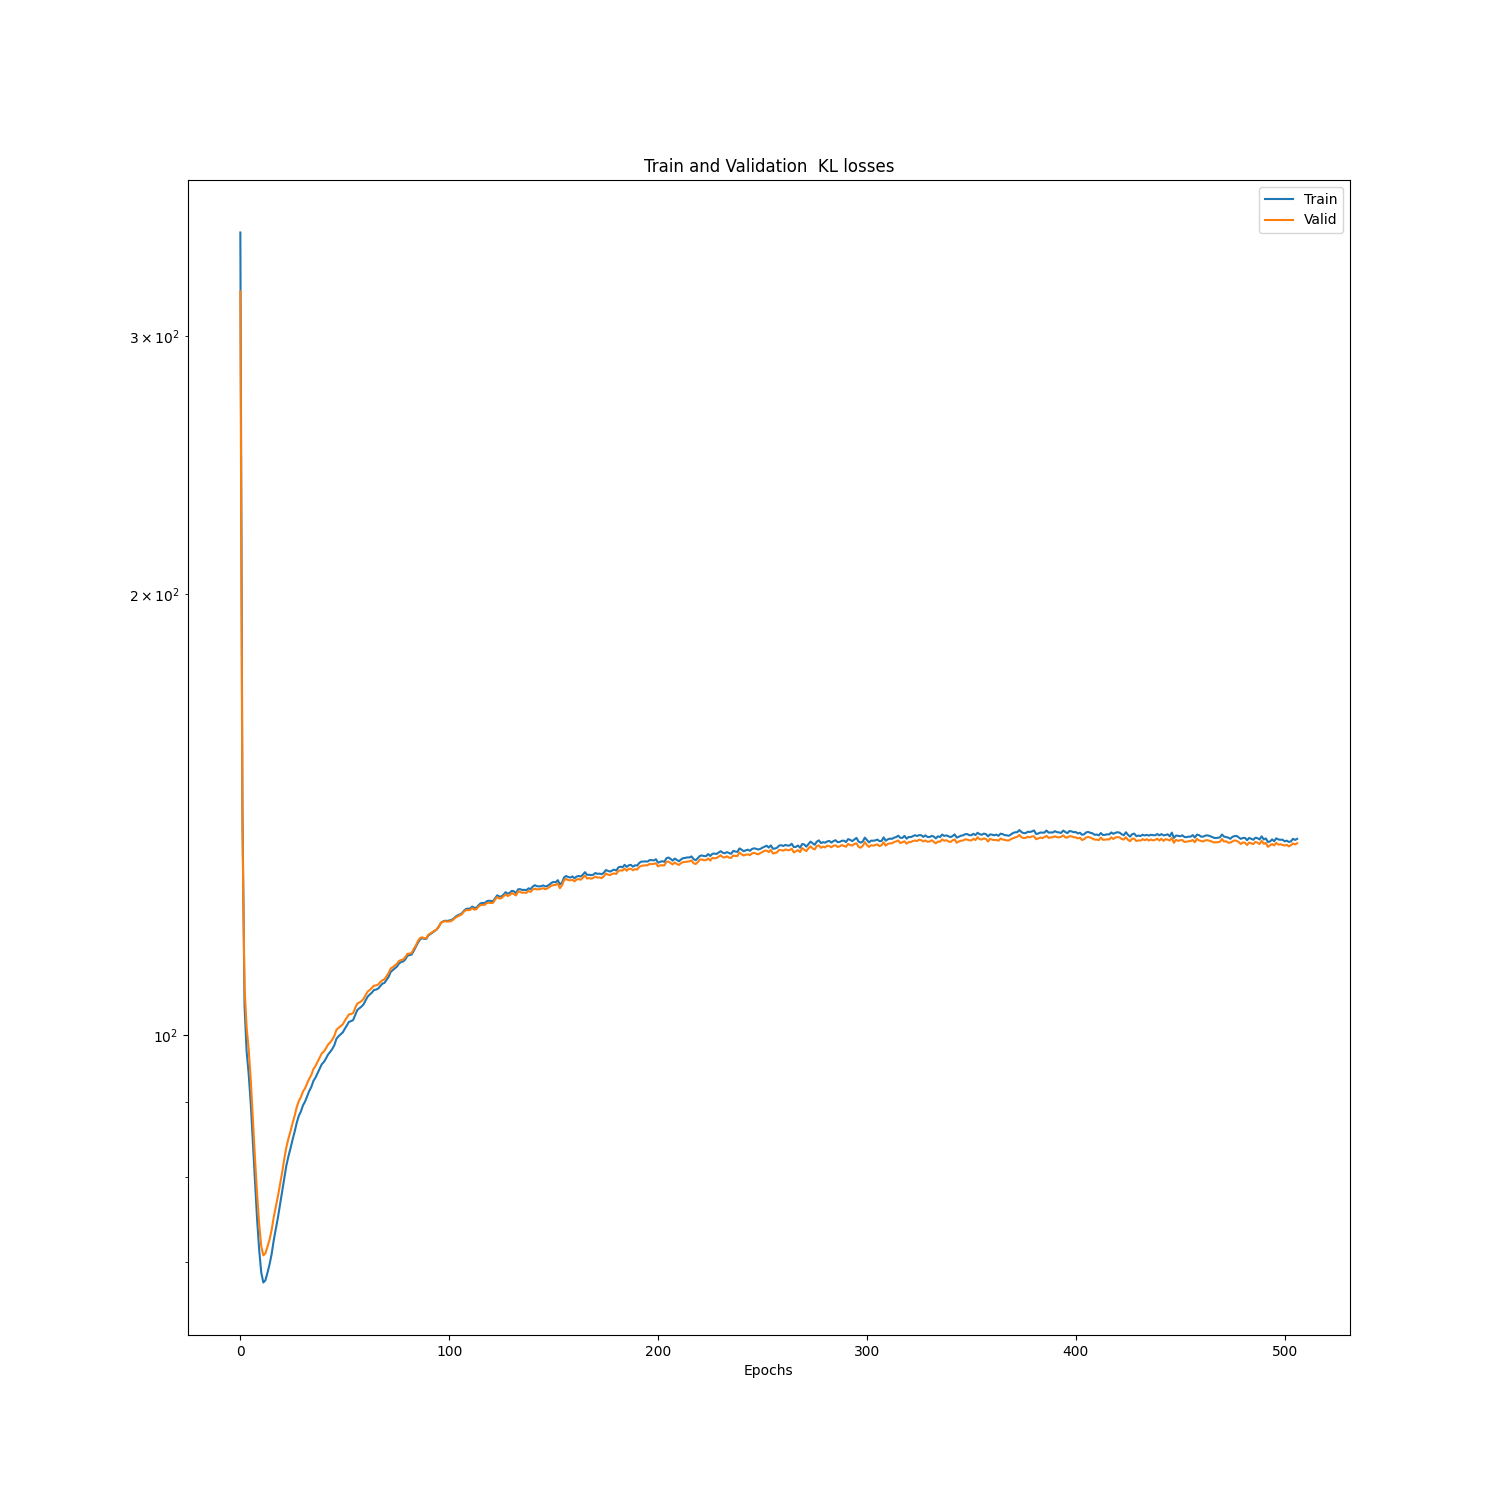 Train and Validation  KL losses
Train
Valid
3 × 10²
2 × 10²
10²
0 100 200 300 400 500
Epochs